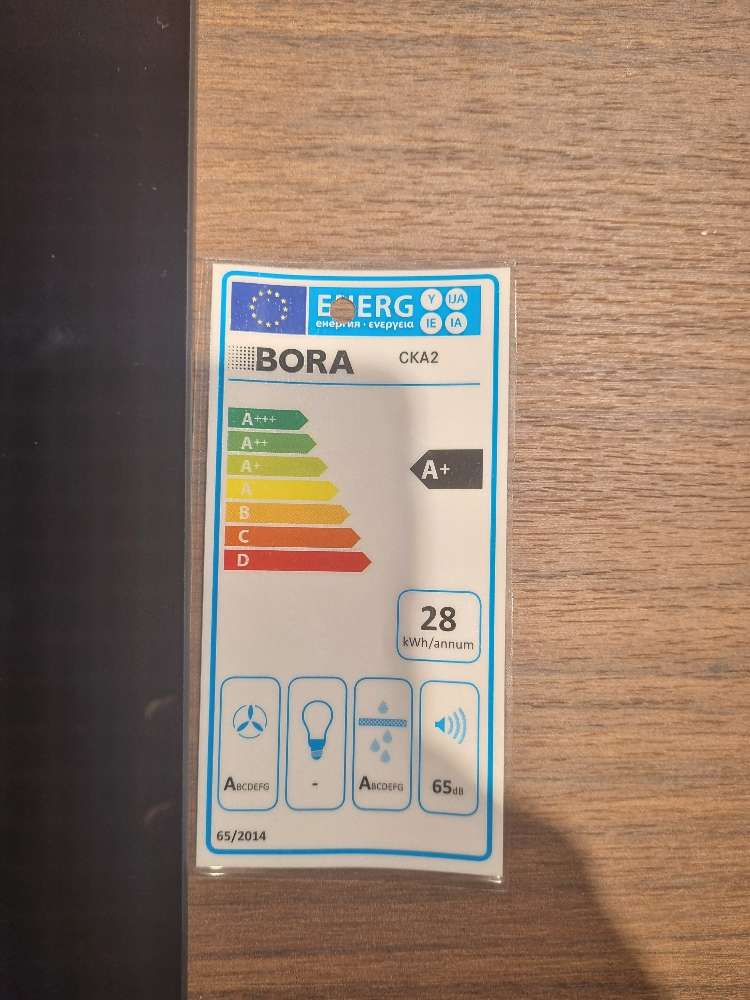 ENERG Y IJA
енергия · ενεργεια IE IA
BORA CKA2
A+++
A++
A+
A+
A
B
C
D
28
kWh/annum
ABCDEFG
-
ABCDEFG
65dB
65/2014